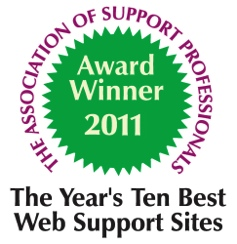 THE ASSOCIATION OF SUPPORT PROFESSIONALS
Award
Winner
2011
The Year's Ten Best
Web Support Sites